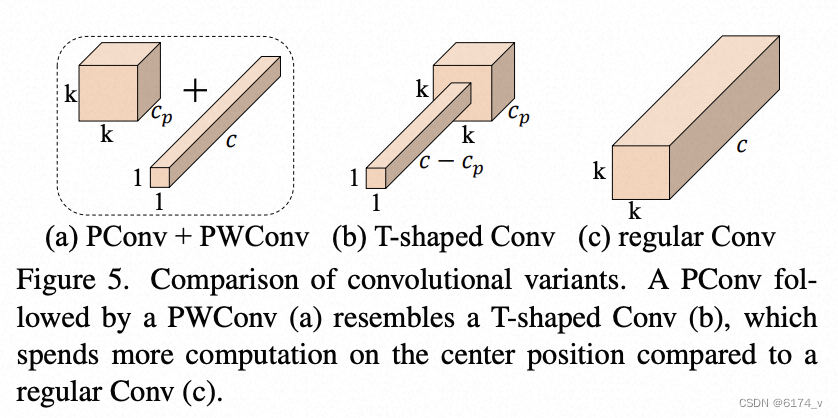 k
k
c_p
+
c
1
1
k
k
c_p
c − c_p
1
1
k
k
c
(a) PConv + PWConv (b) T-shaped Conv (c) regular Conv
Figure 5. Comparison of convolutional variants. A PConv fol-
lowed by a PWConv (a) resembles a T-shaped Conv (b), which
spends more computation on the center position compared to a
regular Conv (c).
CSDN @6174_v